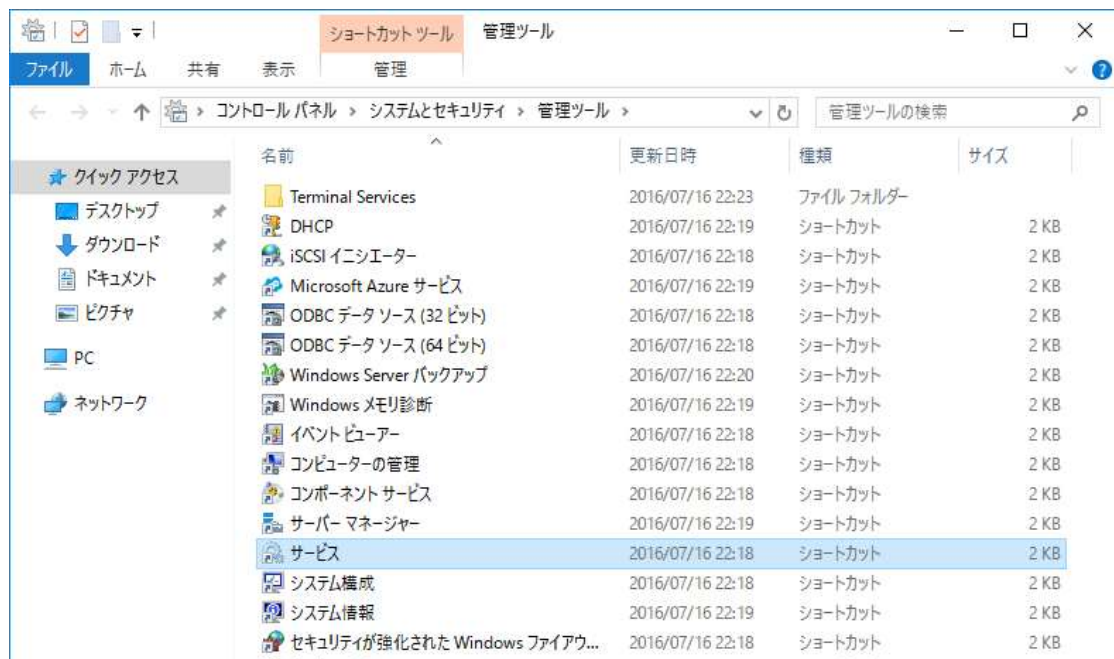 ショートカット ツール 管理ツール
ファイル ホーム 共有 表示 管理
コントロール パネル › システムとセキュリティ › 管理ツール › 管理ツールの検索
名前 更新日時 種類 サイズ
クイック アクセス
デスクトップ
ダウンロード
ドキュメント
ピクチャ
PC
ネットワーク
Terminal Services 2016/07/16 22:23 ファイル フォルダー
DHCP 2016/07/16 22:19 ショートカット 2 KB
iSCSI イニシエーター 2016/07/16 22:18 ショートカット 2 KB
Microsoft Azure サービス 2016/07/16 22:19 ショートカット 2 KB
ODBC データ ソース (32 ビット) 2016/07/16 22:18 ショートカット 2 KB
ODBC データ ソース (64 ビット) 2016/07/16 22:18 ショートカット 2 KB
Windows Server バックアップ 2016/07/16 22:20 ショートカット 2 KB
Windows メモリ診断 2016/07/16 22:19 ショートカット 2 KB
イベント ビューアー 2016/07/16 22:18 ショートカット 2 KB
コンピューターの管理 2016/07/16 22:18 ショートカット 2 KB
コンポーネント サービス 2016/07/16 22:18 ショートカット 2 KB
サーバー マネージャー 2016/07/16 22:19 ショートカット 2 KB
サービス 2016/07/16 22:18 ショートカット 2 KB
システム構成 2016/07/16 22:18 ショートカット 2 KB
システム情報 2016/07/16 22:19 ショートカット 2 KB
セキュリティが強化された Windows ファイアウ... 2016/07/16 22:18 ショートカット 2 KB